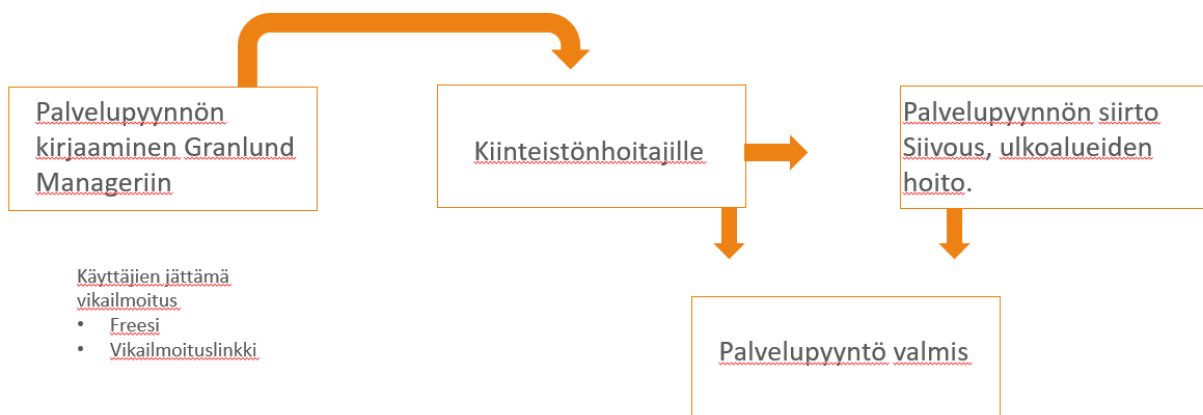 Palvelupyynnön
kirjaaminen Granlund
Manageriin
Kiinteistönhoitajille
Palvelupyynnön siirto
Siivous, ulkoalueiden
hoito.
Käyttäjien jättämä
vikailmoitus
• Freesi
• Vikailmoituslinkki
Palvelupyyntö valmis